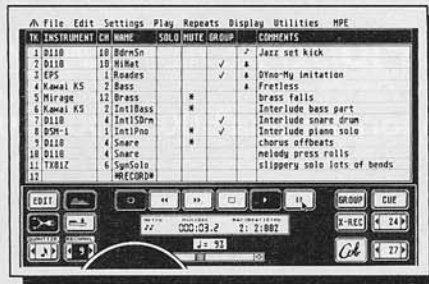 File Edit Settings Play Repeats Display Utilities MPE
TK INSTRUMENT CH NAME SOLO MUTE GROUP COMMENTS
1 D110 10 BdrmSn Jazz set kick
2 D110 10 HiHat √
3 EPS 1 Roades √ DYno-My imitation
4 Kawai K5 2 Bass Fretless
5 Mirage 12 Brass * brass falls
6 Kawai K5 2 IntlBass * Interlude bass part
7 D110 4 IntlSDrm √ Interlude snare drum
8 DSM-i 1 IntlPno * √ Interlude piano solo
9 D110 4 Snare * chorus offbeats
10 D110 4 Snare melody press rolls
11 TX81Z 6 SynSolo slippery solo lots of bends
12 *RECORD*
EDIT GROUP CUE
X-REC 24
000:03.2 2: 2:002
♩= 93
27